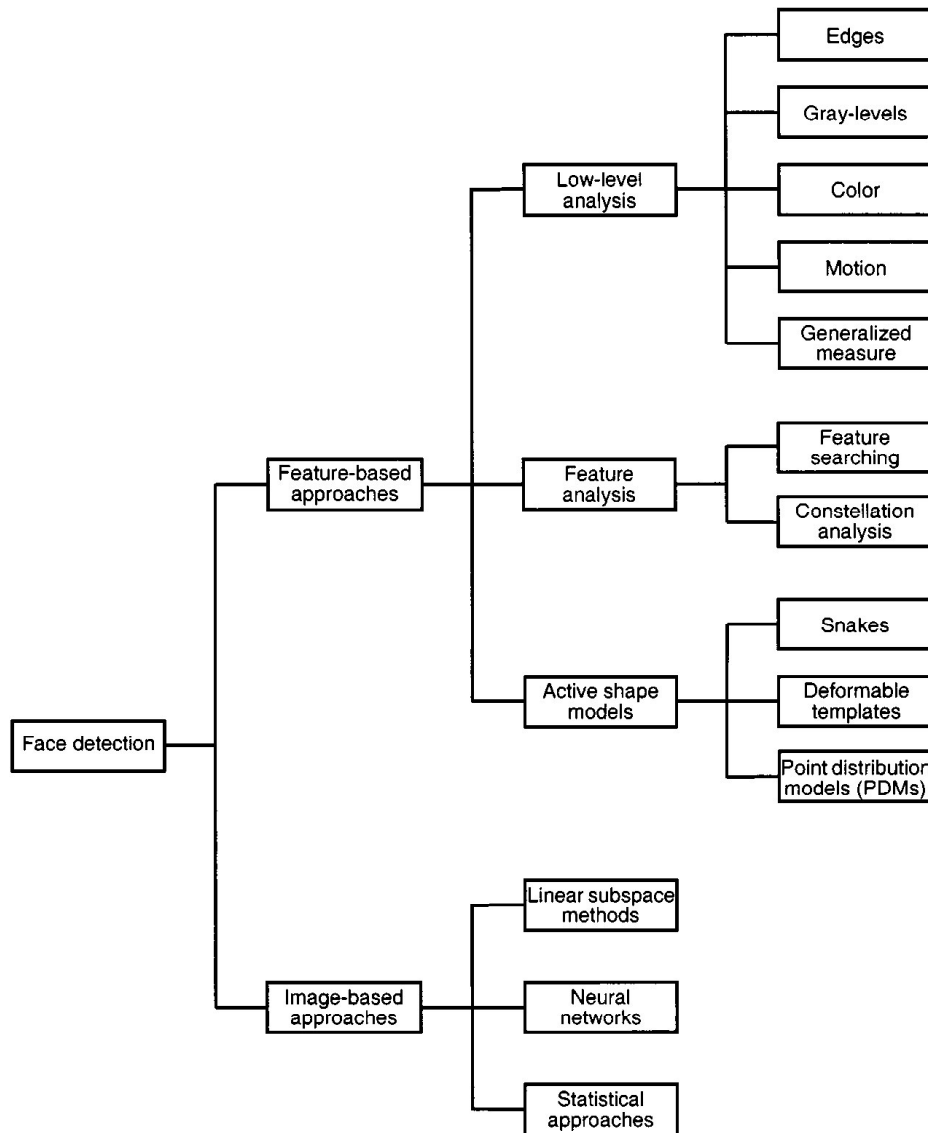 Edges
Gray-levels
Low-level
analysis
Color
Motion
Generalized
measure
Feature-based
approaches
Feature
analysis
Feature
searching
Constellation
analysis
Snakes
Active shape
models
Deformable
templates
Face detection
Point distribution
models (PDMs)
Linear subspace
methods
Image-based
approaches
Neural
networks
Statistical
approaches